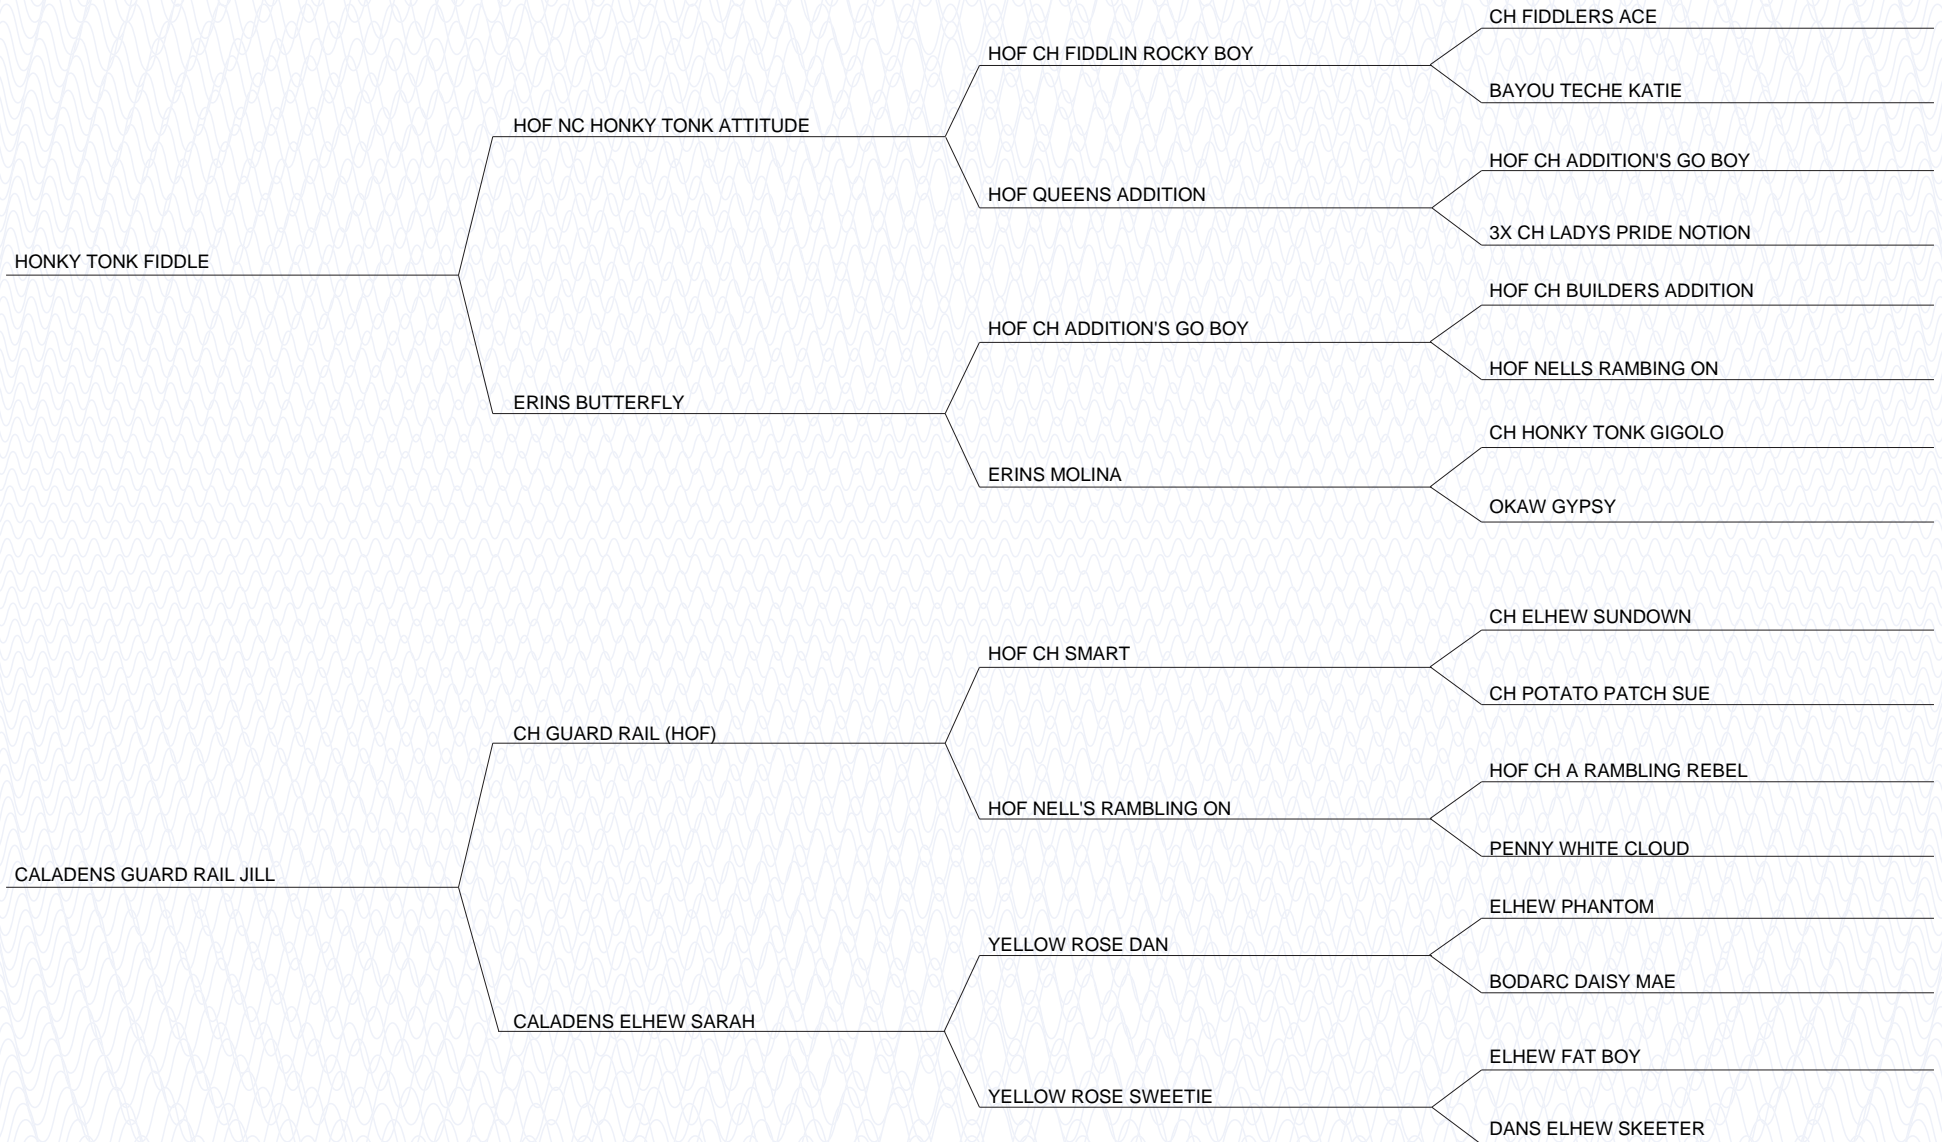 CH FIDDLERS ACE
HOF CH FIDDLIN ROCKY BOY
BAYOU TECHE KATIE
HOF NC HONKY TONK ATTITUDE
HOF CH ADDITION'S GO BOY
HOF QUEENS ADDITION
3X CH LADYS PRIDE NOTION
HONKY TONK FIDDLE
HOF CH BUILDERS ADDITION
HOF CH ADDITION'S GO BOY
HOF NELLS RAMBING ON
ERINS BUTTERFLY
CH HONKY TONK GIGOLO
ERINS MOLINA
OKAW GYPSY
CH ELHEW SUNDOWN
HOF CH SMART
CH POTATO PATCH SUE
CH GUARD RAIL (HOF)
HOF CH A RAMBLING REBEL
HOF NELL'S RAMBLING ON
PENNY WHITE CLOUD
CALADENS GUARD RAIL JILL
ELHEW PHANTOM
YELLOW ROSE DAN
BODARC DAISY MAE
CALADENS ELHEW SARAH
ELHEW FAT BOY
YELLOW ROSE SWEETIE
DANS ELHEW SKEETER